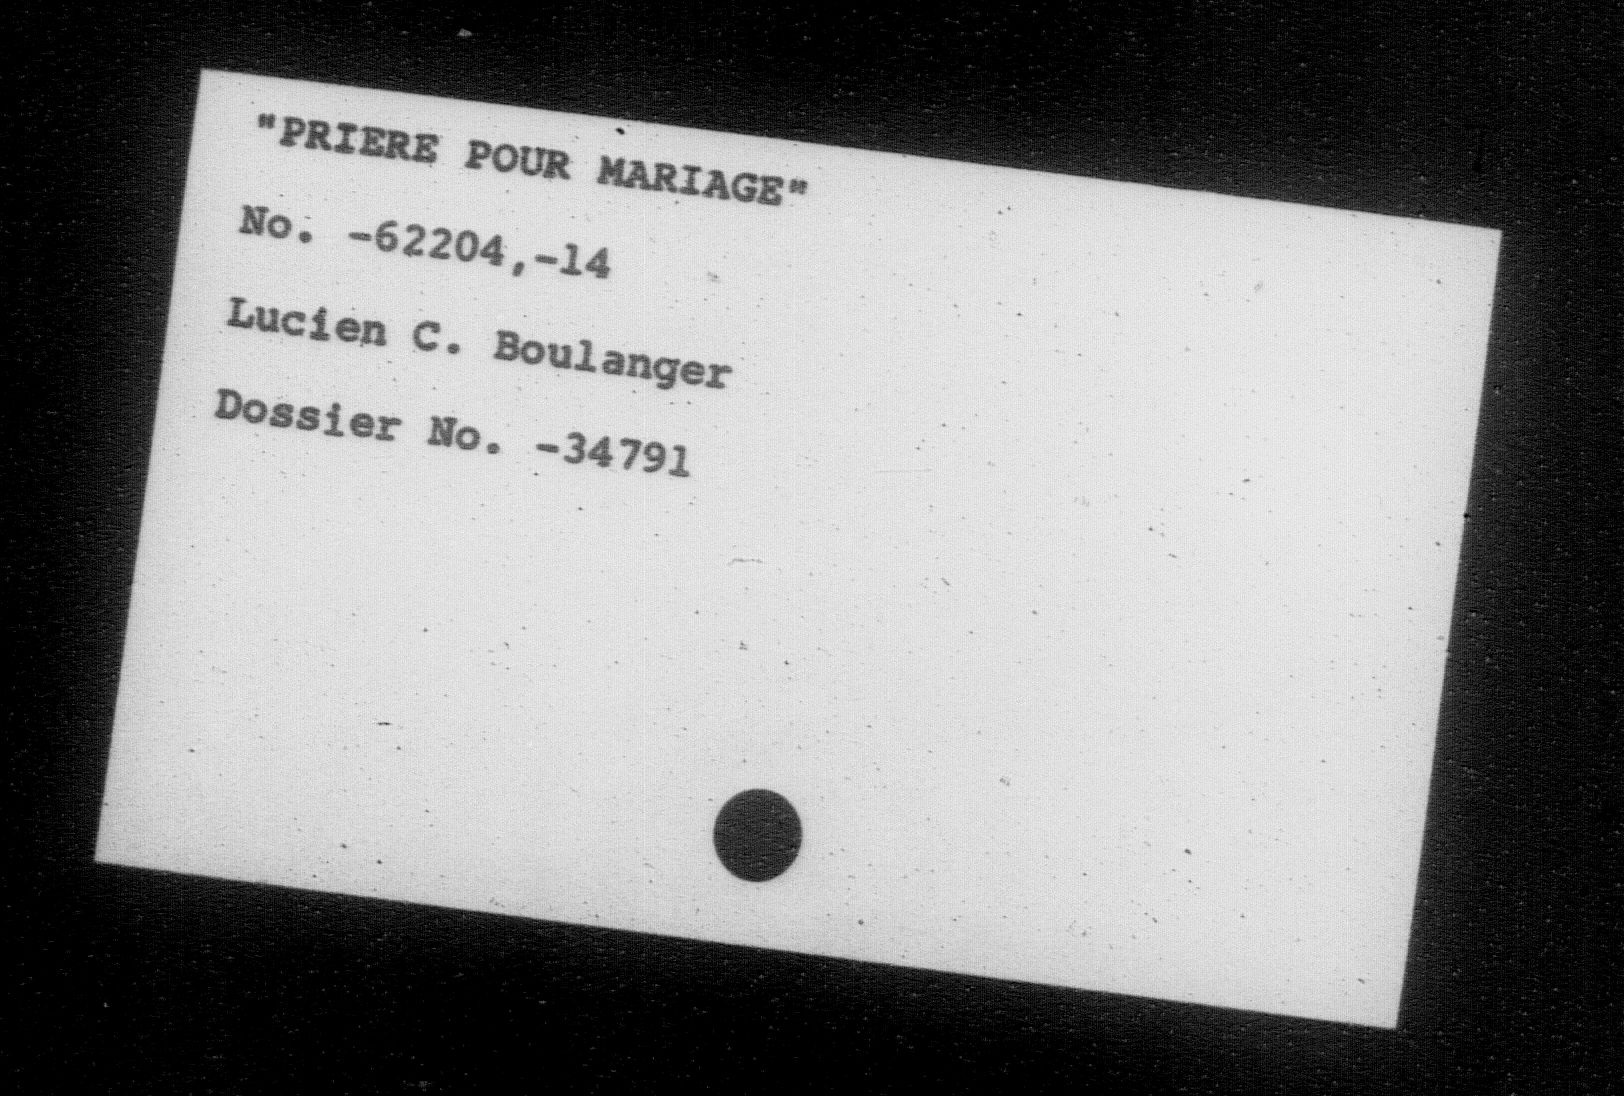 "PRIERE POUR MARIAGE"
No. -62204,-14
Lucien C. Boulanger
Dossier No. -34791